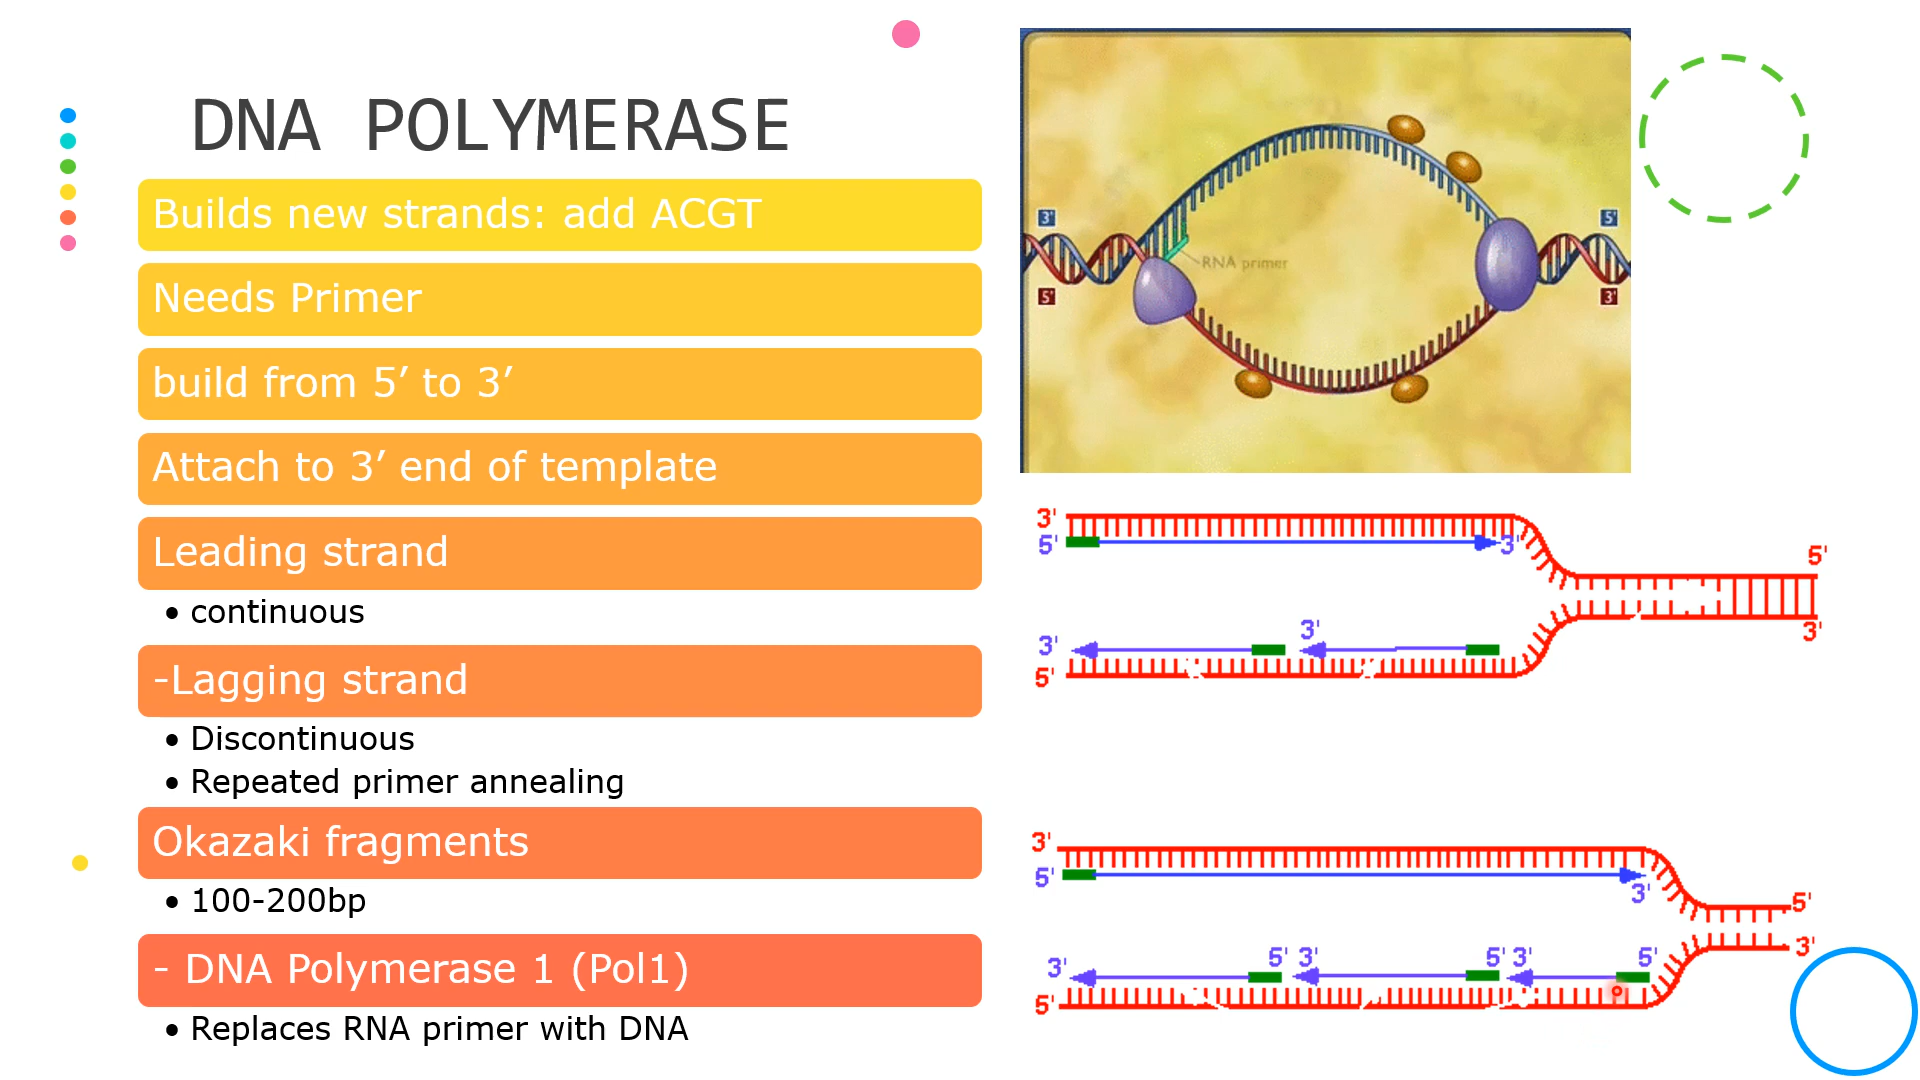 DNA POLYMERASE
Builds new strands: add ACGT
Needs Primer
build from 5’ to 3’
Attach to 3’ end of template
Leading strand
• continuous
-Lagging strand
• Discontinuous
• Repeated primer annealing
Okazaki fragments
• 100-200bp
- DNA Polymerase 1 (Pol1)
• Replaces RNA primer with DNA
3' 5'
RNA primer
5' 3'
3'
5' 3'
5'
3'
3' 3'
5'
3'
5' 3'
5'
3'
3' 5' 3' 5' 3' 5'
5'